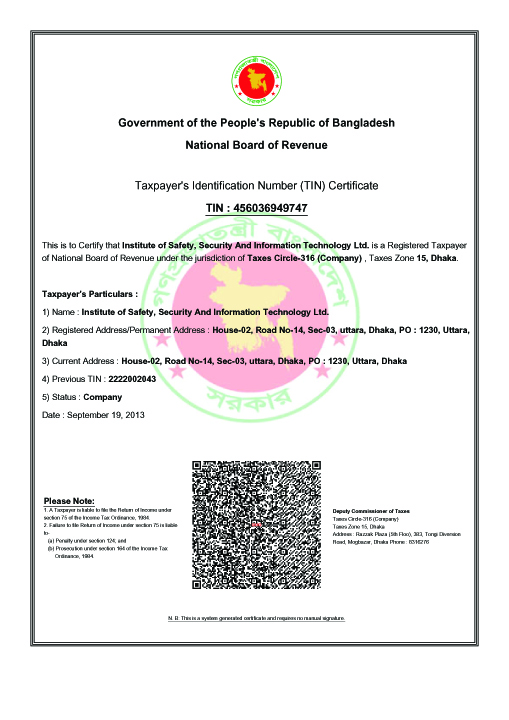 গণপ্রজাতন্ত্রী বাংলাদেশ
সরকার
Government of the People's Republic of Bangladesh
National Board of Revenue
Taxpayer's Identification Number (TIN) Certificate
TIN : 456036949747
This is to Certify that Institute of Safety, Security And Information Technology Ltd. is a Registered Taxpayer
of National Board of Revenue under the jurisdiction of Taxes Circle-316 (Company) , Taxes Zone 15, Dhaka.
Taxpayer's Particulars :
1) Name : Institute of Safety, Security And Information Technology Ltd.
2) Registered Address/Permanent Address : House-02, Road No-14, Sec-03, uttara, Dhaka, PO : 1230, Uttara,
Dhaka
3) Current Address : House-02, Road No-14, Sec-03, uttara, Dhaka, PO : 1230, Uttara, Dhaka
4) Previous TIN : 2222002043
5) Status : Company
Date : September 19, 2013
গণপ্রজাতন্ত্রী বাংলাদেশ
সরকার
Please Note:
1. A Taxpayer is liable to file the Return of Income under
section 75 of the Income Tax Ordinance, 1984.
2. Failure to file Return of Income under section 75 is liable
to-
(a) Penalty under section 124; and
(b) Prosecution under section 164 of the Income Tax
Ordinance, 1984.
Deputy Commissioner of Taxes
Taxes Circle-316 (Company)
Taxes Zone 15, Dhaka
Address : Razzak Plaza (9th Floo), 383, Tongi Diversion
Road, Mogbazar, Dhaka Phone : 8316276
N. B: This is a system generated certificate and requires no manual signature.